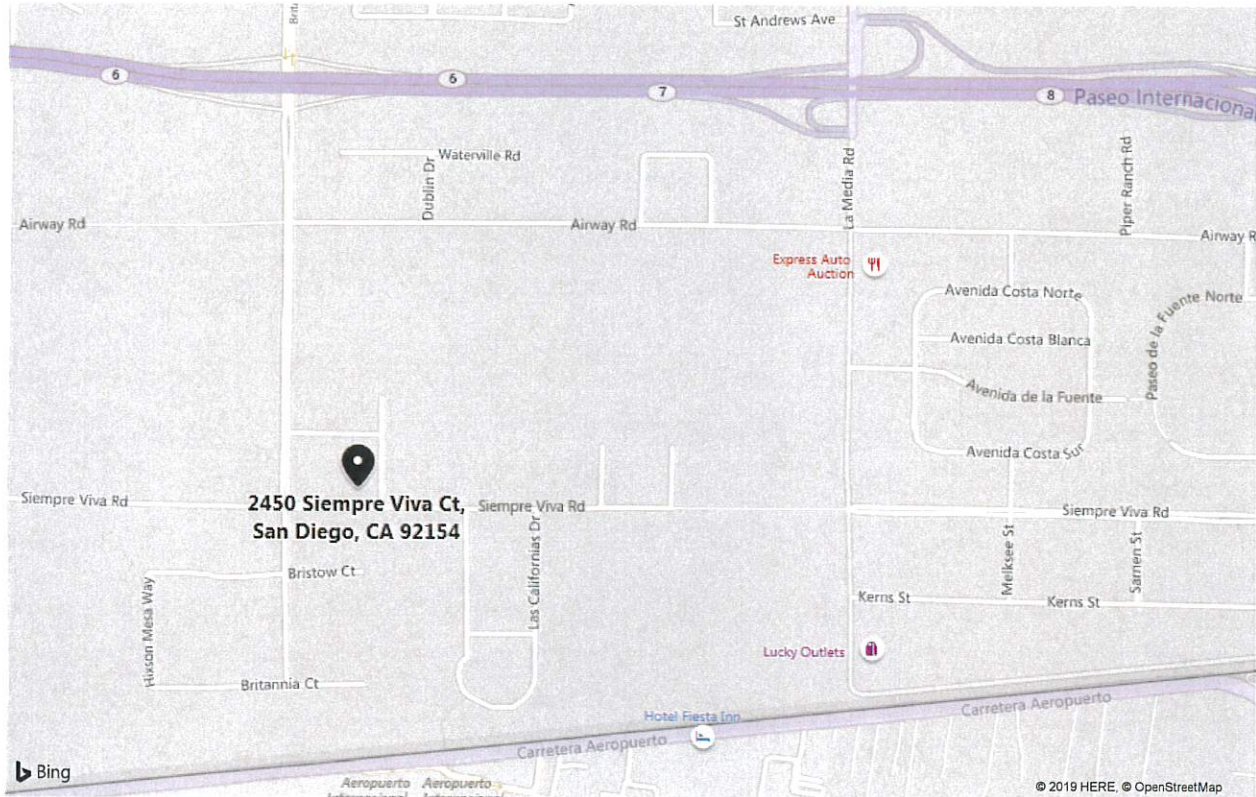 St Andrews Ave
6
6
7
8
Paseo Internacional
Waterville Rd
Dublin Dr
La Media Rd
Piper Ranch Rd
Airway Rd
Airway Rd
Airway R
Express Auto
Auction
Avenida Costa Norte
Paseo de la Fuente Norte
Avenida Costa Blanca
Avenida de la Fuente
Avenida Costa Sur
Siempre Viva Rd
2450 Siempre Viva Ct,
San Diego, CA 92154
Siempre Viva Rd
Siempre Viva Rd
Las Californias Dr
Melksee St
Sarnen St
Bristow Ct
Hixson Mesa Way
Kerns St
Kerns St
Lucky Outlets
Britannia Ct
Hotel Fiesta Inn
Carretera Aeropuerto
Carretera Aeropuerto
Bing
Aeropuerto
Aeropuerto
© 2019 HERE, © OpenStreetMap